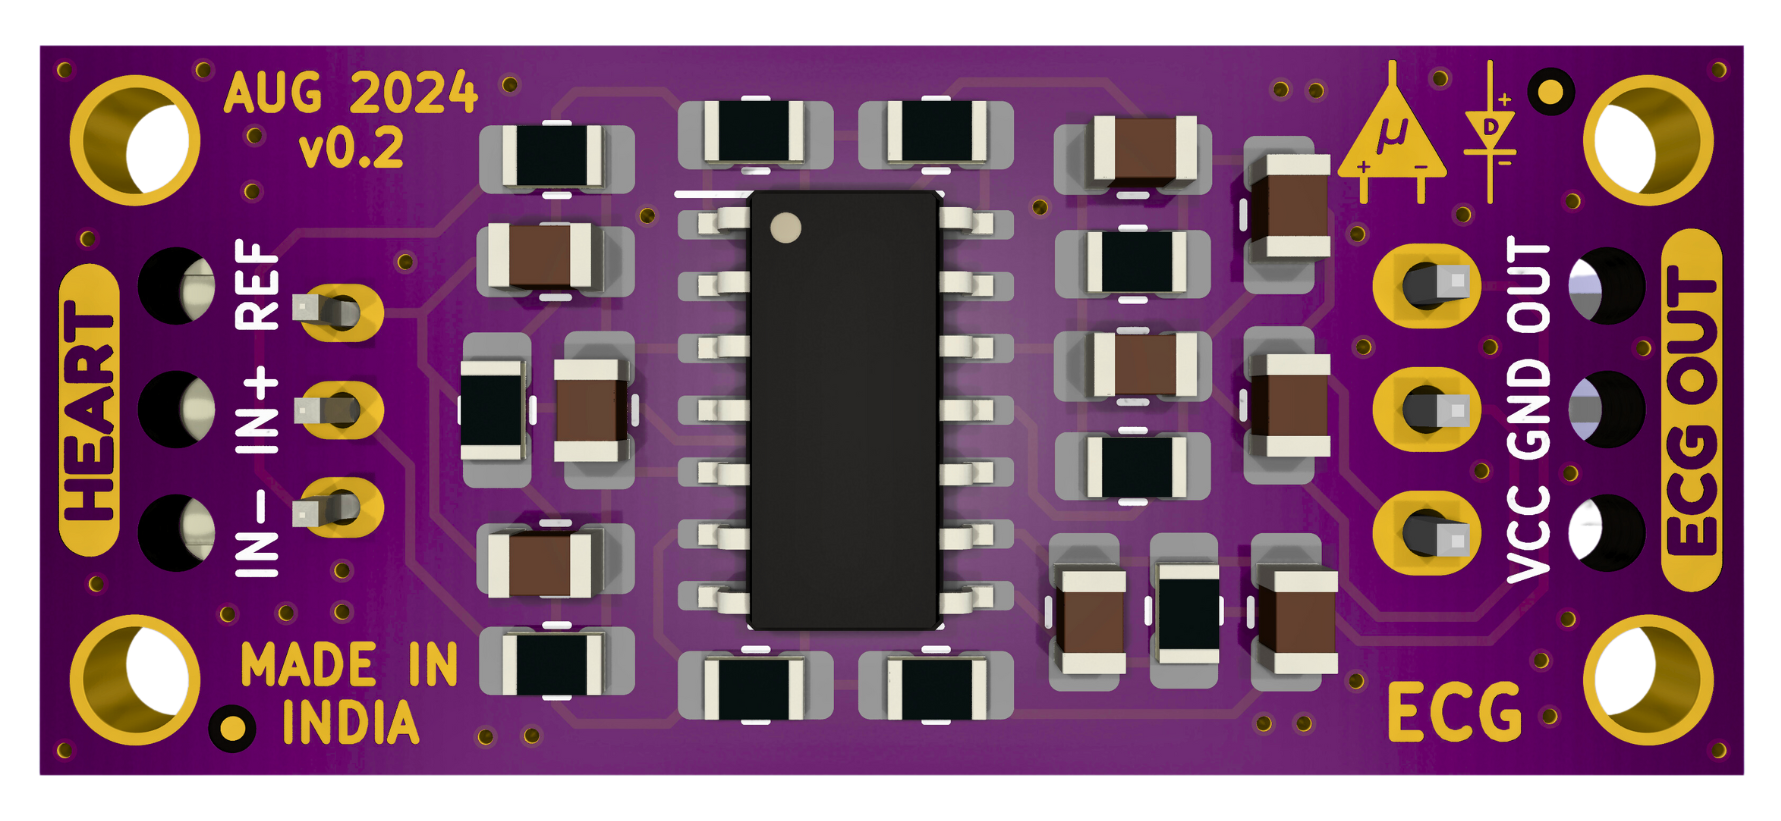 AUG 2024
v0.2
HEART
REF
IN+
IN-
MADE IN
INDIA
μ
+ -
+
D
-
OUT
GND
VCC
ECG OUT
ECG